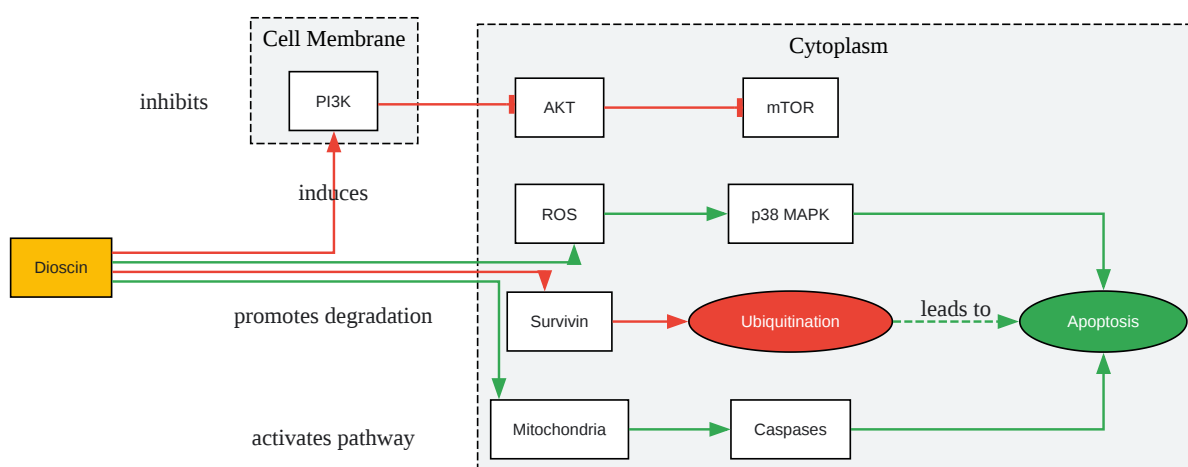 Cell Membrane
Cytoplasm
inhibits
PI3K
AKT
mTOR
induces
ROS
p38 MAPK
Dioscin
promotes degradation
Survivin
Ubiquitination
leads to
Apoptosis
activates pathway
Mitochondria
Caspases